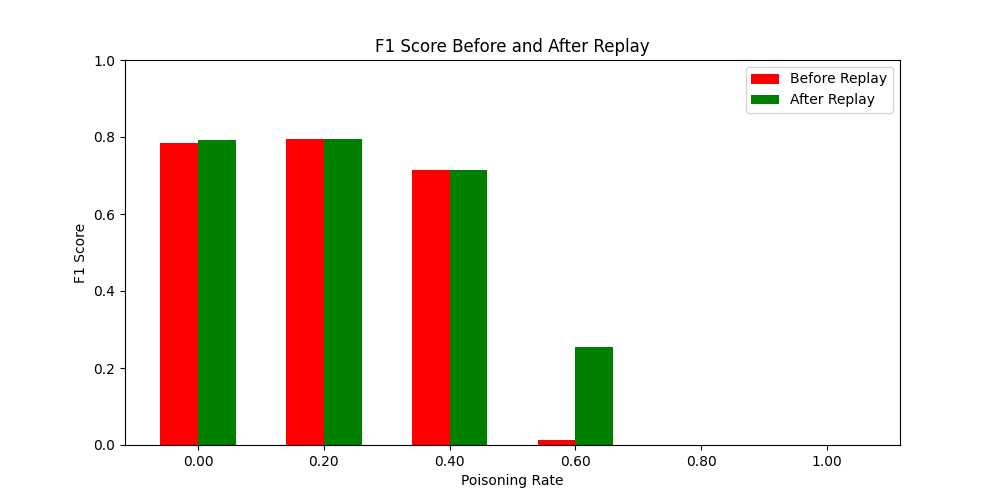 F1 Score Before and After Replay
1.0
0.8
0.6
0.4
0.2
0.0
F1 Score
Before Replay
After Replay
0.00 0.20 0.40 0.60 0.80 1.00
Poisoning Rate